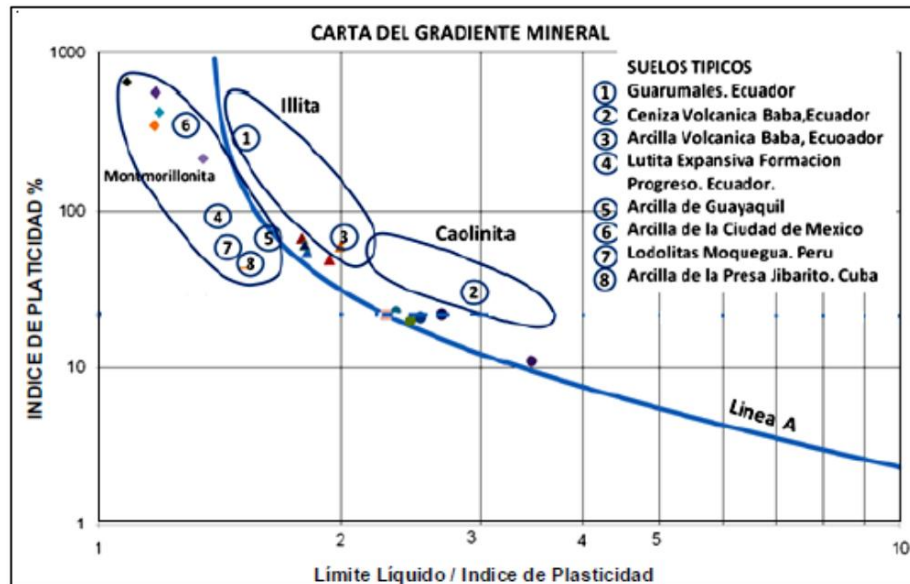 CARTA DEL GRADIENTE MINERAL
SUELOS TIPICOS
1 Guarumales. Ecuador
2 Ceniza Volcanica Baba,Ecuador
3 Arcilla Volcanica Baba, Ecuoador
4 Lutita Expansiva Formacion
Progreso. Ecuador.
5 Arcilla de Guayaquil
6 Arcilla de la Ciudad de Mexico
7 Lodolitas Moquegua. Peru
8 Arcilla de la Presa Jibarito. Cuba
INDICE DE PLATICIDAD %
1000
100
10
1
Illita
1
6
Montmorillonita
4
7
5
8
3
Caolinita
2
Linea A
1
2
3
4
5
6
7
8
10
Límite Líquido / Indice de Plasticidad